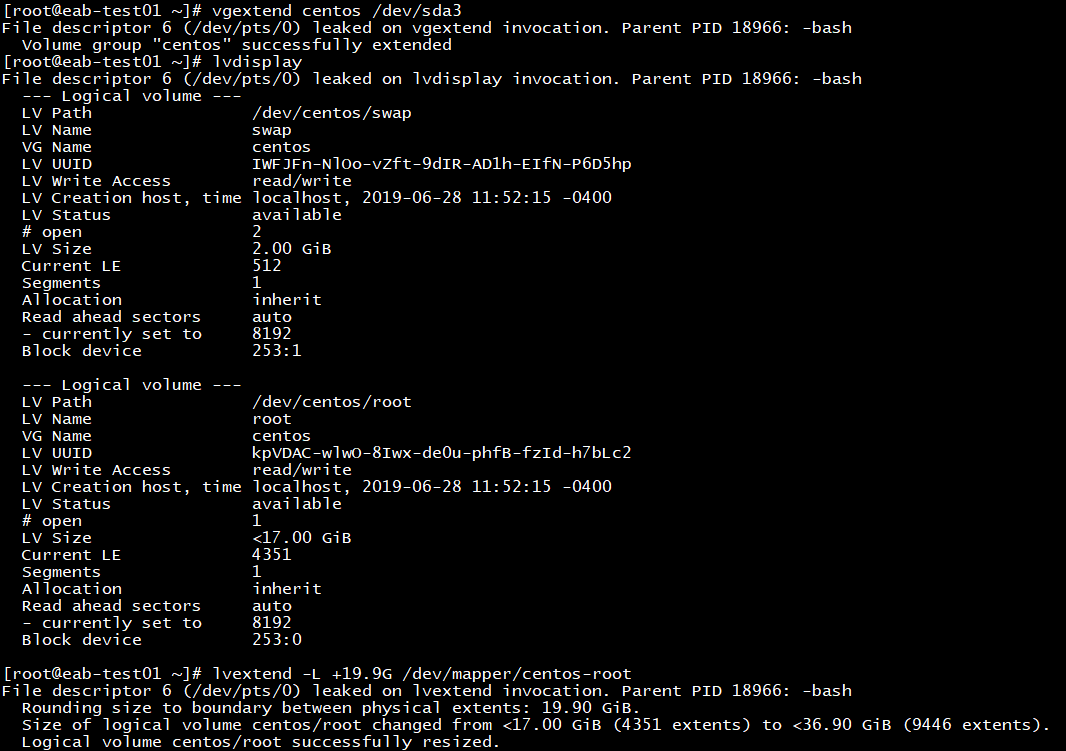 [root@eab-test01 ~]# vgextend centos /dev/sda3
File descriptor 6 (/dev/pts/0) leaked on vgextend invocation. Parent PID 18966: -bash
  Volume group "centos" successfully extended
[root@eab-test01 ~]# lvdisplay
File descriptor 6 (/dev/pts/0) leaked on lvdisplay invocation. Parent PID 18966: -bash
  --- Logical volume ---
  LV Path                /dev/centos/swap
  LV Name                swap
  VG Name                centos
  LV UUID                IWFJFn-NlOo-vZft-9dIR-AD1h-EIfN-P6D5hp
  LV Write Access        read/write
  LV Creation host, time localhost, 2019-06-28 11:52:15 -0400
  LV Status              available
  # open                 2
  LV Size                2.00 GiB
  Current LE             512
  Segments               1
  Allocation             inherit
  Read ahead sectors     auto
  - currently set to     8192
  Block device           253:1

  --- Logical volume ---
  LV Path                /dev/centos/root
  LV Name                root
  VG Name                centos
  LV UUID                kpVDAC-wlwO-8Iwx-de0u-phfB-fzId-h7bLc2
  LV Write Access        read/write
  LV Creation host, time localhost, 2019-06-28 11:52:15 -0400
  LV Status              available
  # open                 1
  LV Size                <17.00 GiB
  Current LE             4351
  Segments               1
  Allocation             inherit
  Read ahead sectors     auto
  - currently set to     8192
  Block device           253:0

[root@eab-test01 ~]# lvextend -L +19.9G /dev/mapper/centos-root
File descriptor 6 (/dev/pts/0) leaked on lvextend invocation. Parent PID 18966: -bash
  Rounding size to boundary between physical extents: 19.90 GiB.
  Size of logical volume centos/root changed from <17.00 GiB (4351 extents) to <36.90 GiB (9446 extents).
  Logical volume centos/root successfully resized.